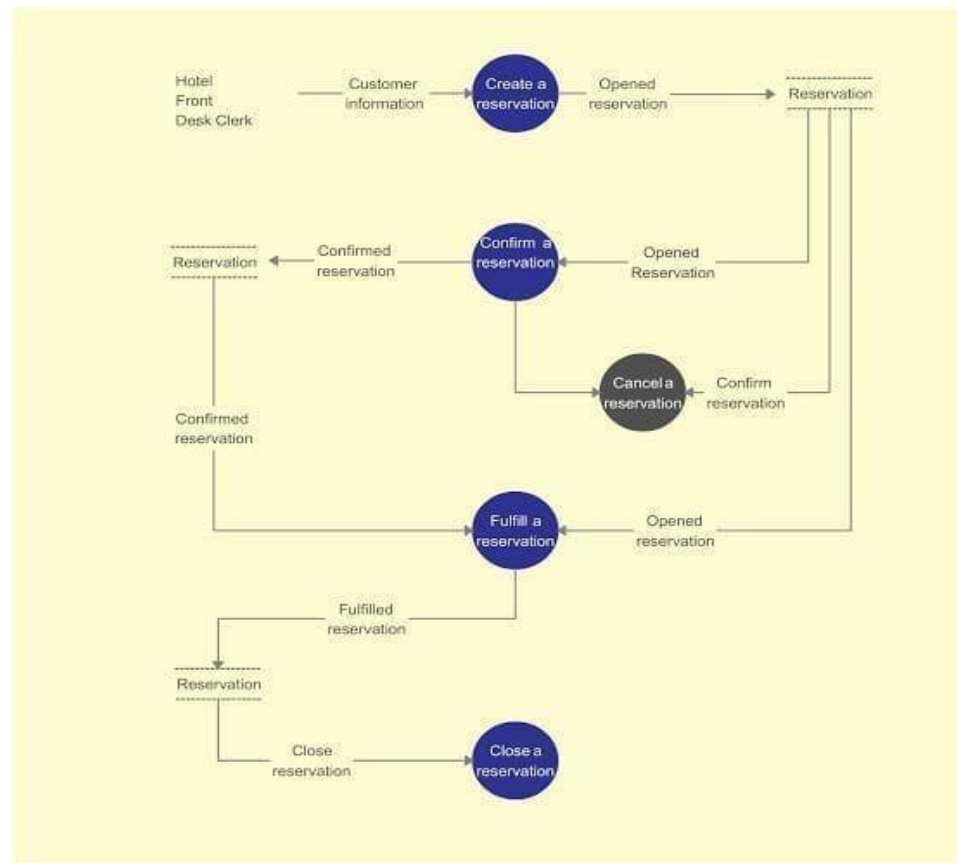 Hotel
Front
Desk Clerk
Customer
information
Create a
reservation
Opened
reservation
Reservation
Reservation
Confirmed
reservation
Confirm a
reservation
Opened
Reservation
Cancel a
reservation
Confirm
reservation
Confirmed
reservation
Fulfill a
reservation
Opened
reservation
Fulfilled
reservation
Reservation
Close
reservation
Close a
reservation